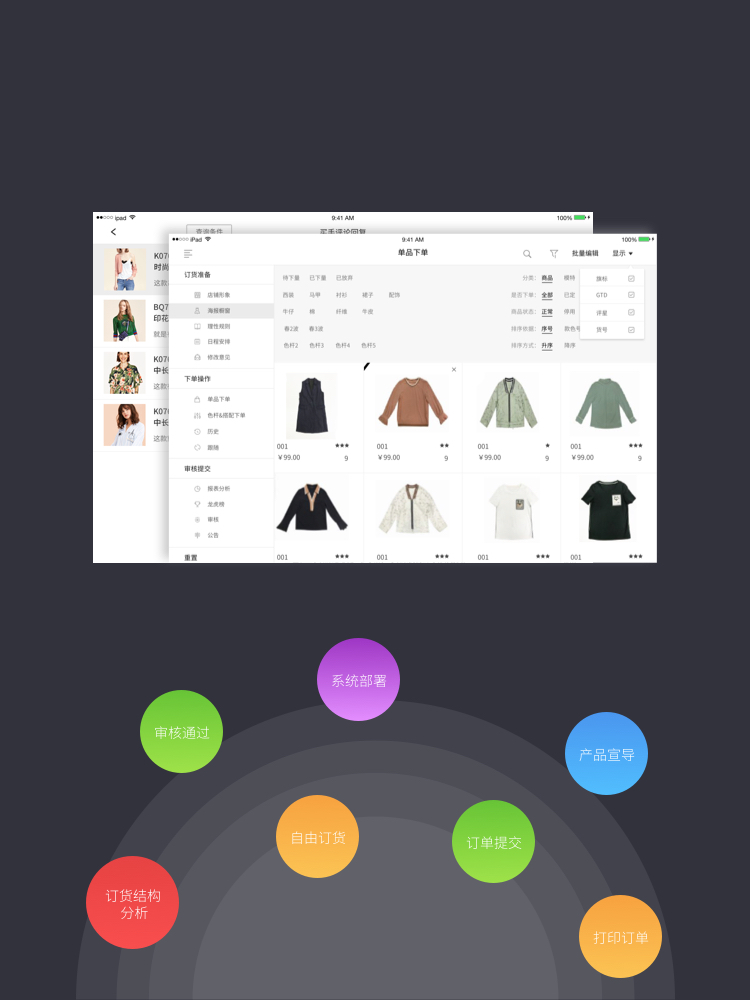 ipad
9:41 AM
100%
查询条件
买手评论回复
K070
时尚
这款
BQ7
印花
就是
K070
中长
这款
K070
中长
这款
iPad
9:41 AM
100%
单品下单
批量编辑
显示
订货准备
店铺形象
海报橱窗
理性规则
日程安排
修改意见
下单操作
单品下单
色杆&搭配下单
历史
圈随
审核提交
报表分析
龙虎榜
审核
公告
重置
待下量 已下量 已放弃
分类: 商品 模特
西装 马甲 衬衫 裙子 配饰
是否下单: 全部 已定
牛仔 棉 纤维 牛皮
商品状态: 正常 停用
春2波 春3波
排序依据: 序号 款色号
色杆2 色杆3 色杆4 色杆5
排序方式: 升序 降序
旗标
GTD
评星
货号
001 ★★★
￥99.00 9
001 ★★
￥99.00 9
001 ★
￥99.00 9
001 ★★★
￥99.00 9
001 ★★★
001 ★★★
001 ★★★
001 ★★★
系统部署
审核通过
产品宣导
自由订货
订单提交
订货结构
分析
打印订单